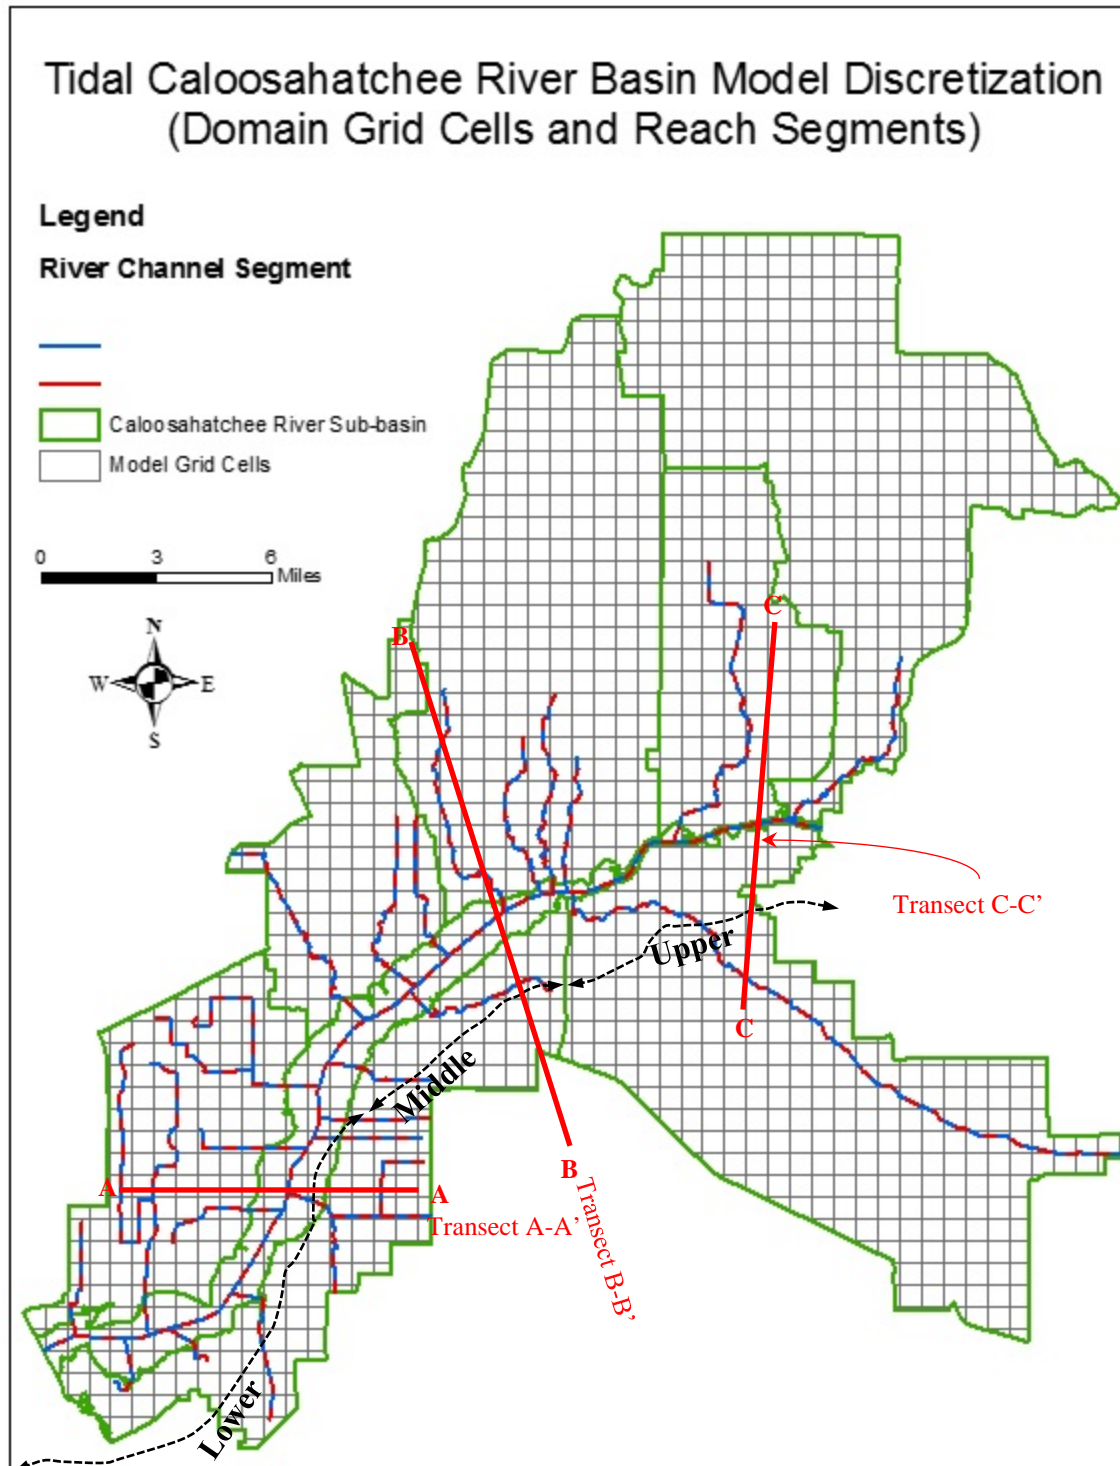 Tidal Caloosahatchee River Basin Model Discretization
(Domain Grid Cells and Reach Segments)
Legend
River Channel Segment
Caloosahatchee River Sub-basin
Model Grid Cells
0 3 6
Miles
N
W E
S
C'
B
Transect C-C’
Upper
C
Middle
B
A
A
Transect A-A’
Transect B-B’
Lower